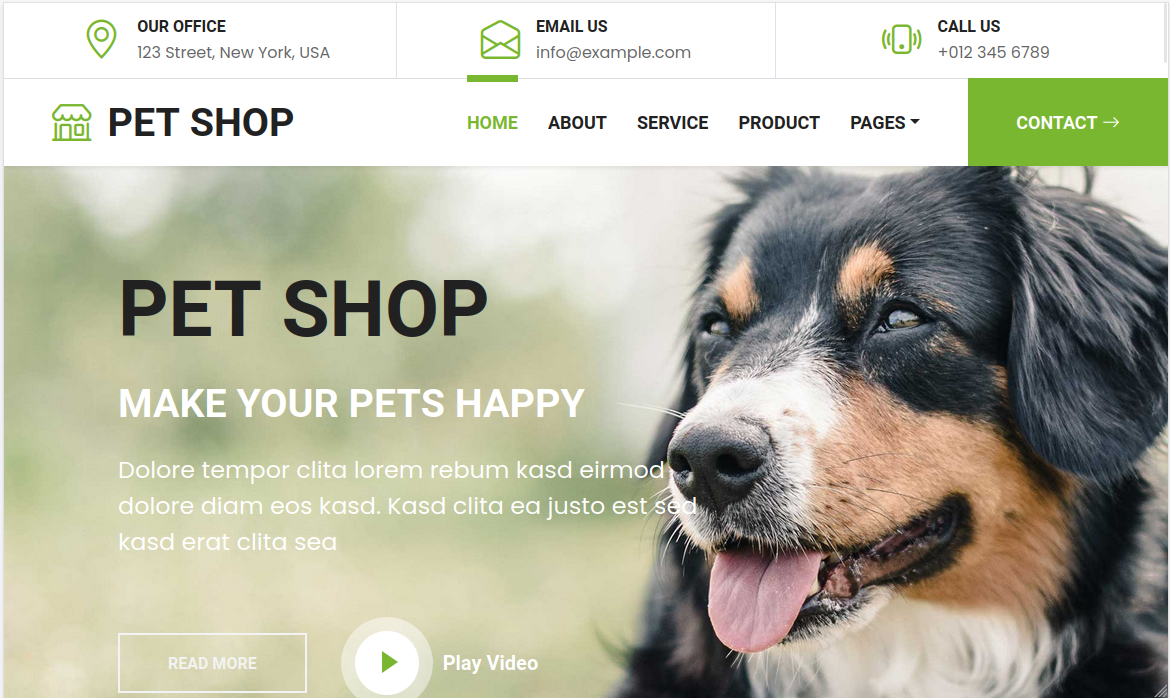 OUR OFFICE
123 Street, New York, USA
EMAIL US
info@example.com
CALL US
+012 345 6789
PET SHOP
HOME
ABOUT
SERVICE
PRODUCT
PAGES
CONTACT →
PET SHOP
MAKE YOUR PETS HAPPY
Dolore tempor clita lorem rebum kasd eirmod
dolore diam eos kasd. Kasd clita ea justo est sed
kasd erat clita sea
READ MORE
Play Video